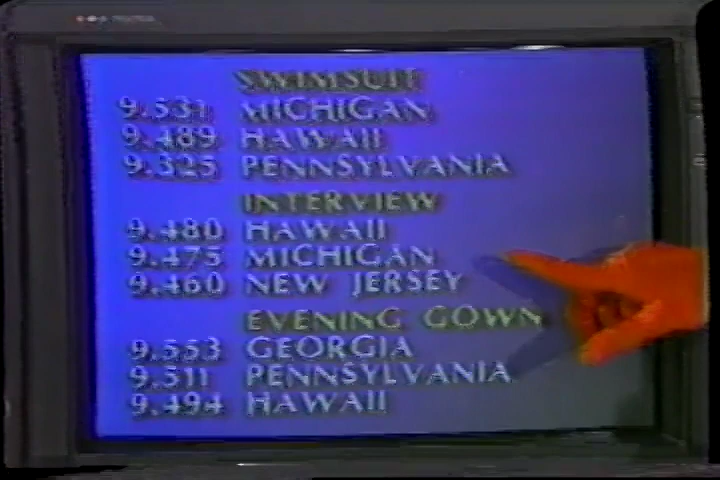 SWIMSUIT
9.531 MICHIGAN
9.489 HAWAII
9.325 PENNSYLVANIA
INTERVIEW
9.480 HAWAII
9.475 MICHIGAN
9.460 NEW JERSEY
EVENING GOWN
9.553 GEORGIA
9.511 PENNSYLVANIA
9.494 HAWAII